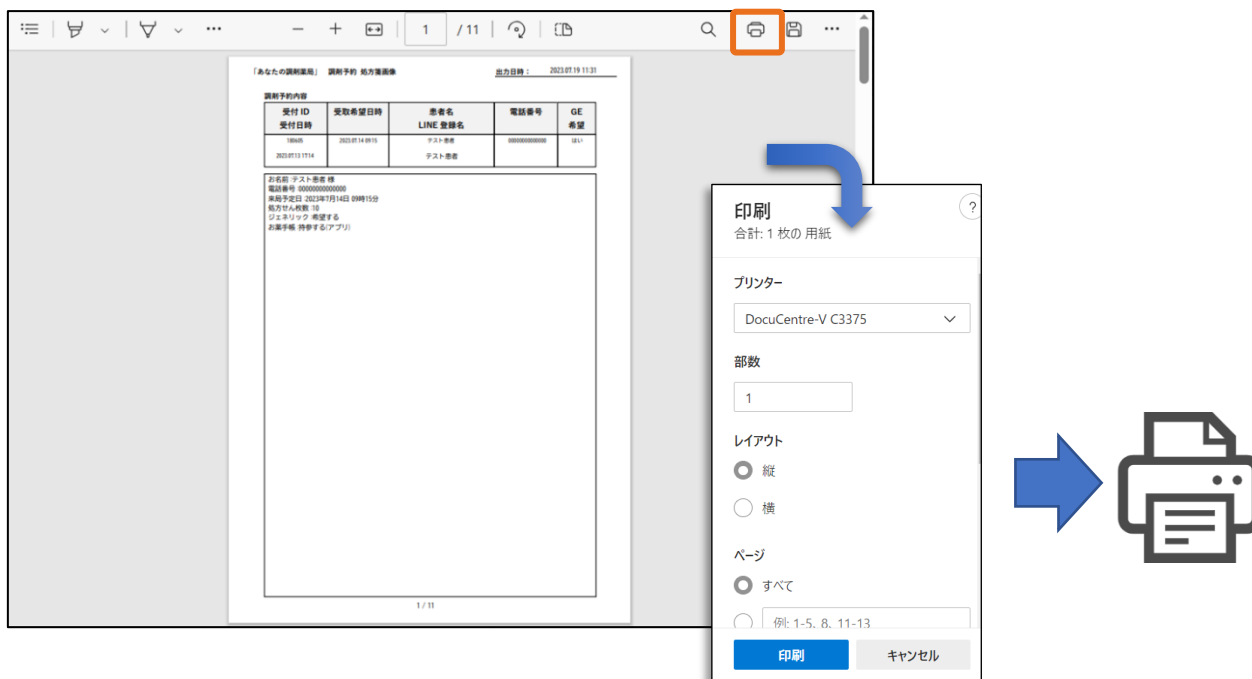 1 / 11
「あなたの調剤薬局」 調剤予約 処方箋画像 出力日時： 2023.07.19 11:31
調剤予約内容
受付 ID 受取希望日時 患者名 電話番号 GE
受付日時 LINE 登録名 希望
180605 2023.07.14 09:15 テスト患者 0000000000000 はい
2023.07.13 17:14 テスト患者
お名前 :テスト患者 様
電話番号 :00000000000000
来局予定日 :2023年7月14日 09時15分
処方せん枚数 :10
ジェネリック :希望する
お薬手帳 :持参する(アプリ)
1 / 11
印刷
?
合計: 1 枚の 用紙
プリンター
DocuCentre-V C3375
部数
1
レイアウト
縦
横
ページ
すべて
例: 1-5、8、11-13
印刷 キャンセル